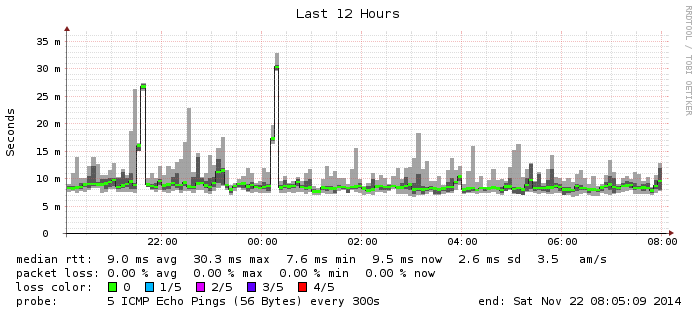 Last 12 Hours
RRDTOOL / TOBI OETIKER
Seconds
35 m
30 m
25 m
20 m
15 m
10 m
5 m
0
22:00 00:00 02:00 04:00 06:00 08:00
median rtt: 9.0 ms avg 30.3 ms max 7.6 ms min 9.5 ms now 2.6 ms sd 3.5 am/s
packet loss: 0.00 % avg 0.00 % max 0.00 % min 0.00 % now
loss color: 0 1/5 2/5 3/5 4/5
probe: 5 ICMP Echo Pings (56 Bytes) every 300s end: Sat Nov 22 08:05:09 2014